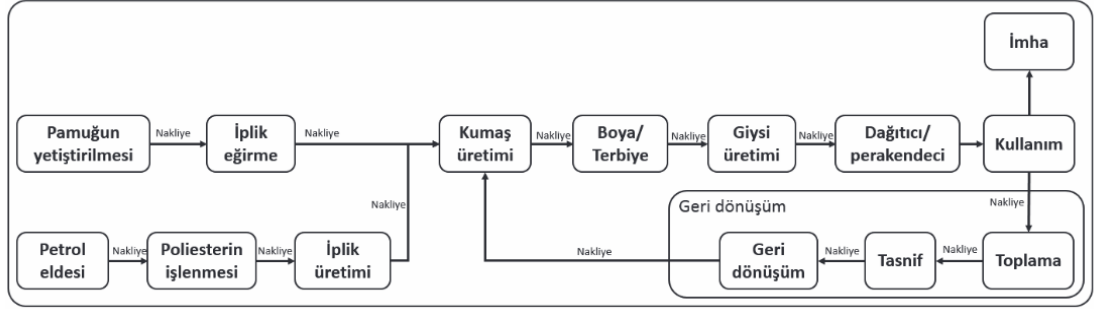 İmha
Pamuğun
yetiştirilmesi
Nakliye
İplik
eğirme
Nakliye
Kumaş
üretimi
Nakliye
Boya/
Terbiye
Nakliye
Giysi
üretimi
Nakliye
Dağıtıcı/
perakendeci
Kullanım
Nakliye
Nakliye
Geri dönüşüm
Petrol
eldesi
Nakliye
Poliesterin
işlenmesi
Nakliye
İplik
üretimi
Nakliye
Geri
dönüşüm
Nakliye
Tasnif
Nakliye
Toplama